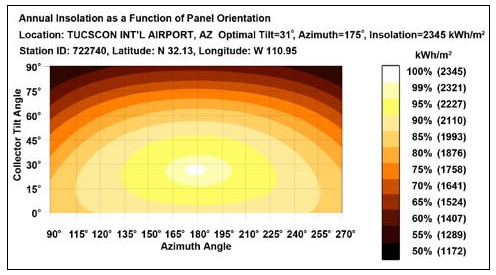 Annual Insolation as a Function of Panel Orientation
Location: TUCSCON INT'L AIRPORT, AZ Optimal Tilt=31°, Azimuth=175°, Insolation=2345 kWh/m²
Station ID: 722740, Latitude: N 32.13, Longitude: W 110.95
kWh/m²
100% (2345)
99% (2321)
95% (2227)
90% (2110)
85% (1993)
80% (1876)
75% (1758)
70% (1641)
65% (1524)
60% (1407)
55% (1289)
50% (1172)
Collector Tilt Angle
90°
75°
60°
45°
30°
15°
0°
90° 115° 120° 135° 150° 165° 180° 195° 210° 225° 240° 255° 270°
Azimuth Angle